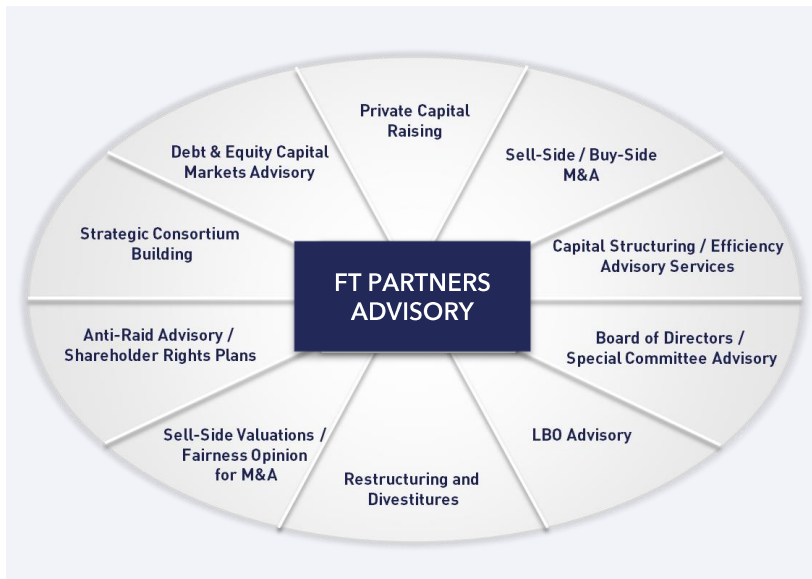 Private Capital
Raising
Sell-Side / Buy-Side
M&A
Capital Structuring / Efficiency
Advisory Services
Board of Directors /
Special Committee Advisory
LBO Advisory
Restructuring and
Divestitures
Sell-Side Valuations /
Fairness Opinion
for M&A
Anti-Raid Advisory /
Shareholder Rights Plans
Strategic Consortium
Building
Debt & Equity Capital
Markets Advisory
FT PARTNERS
ADVISORY